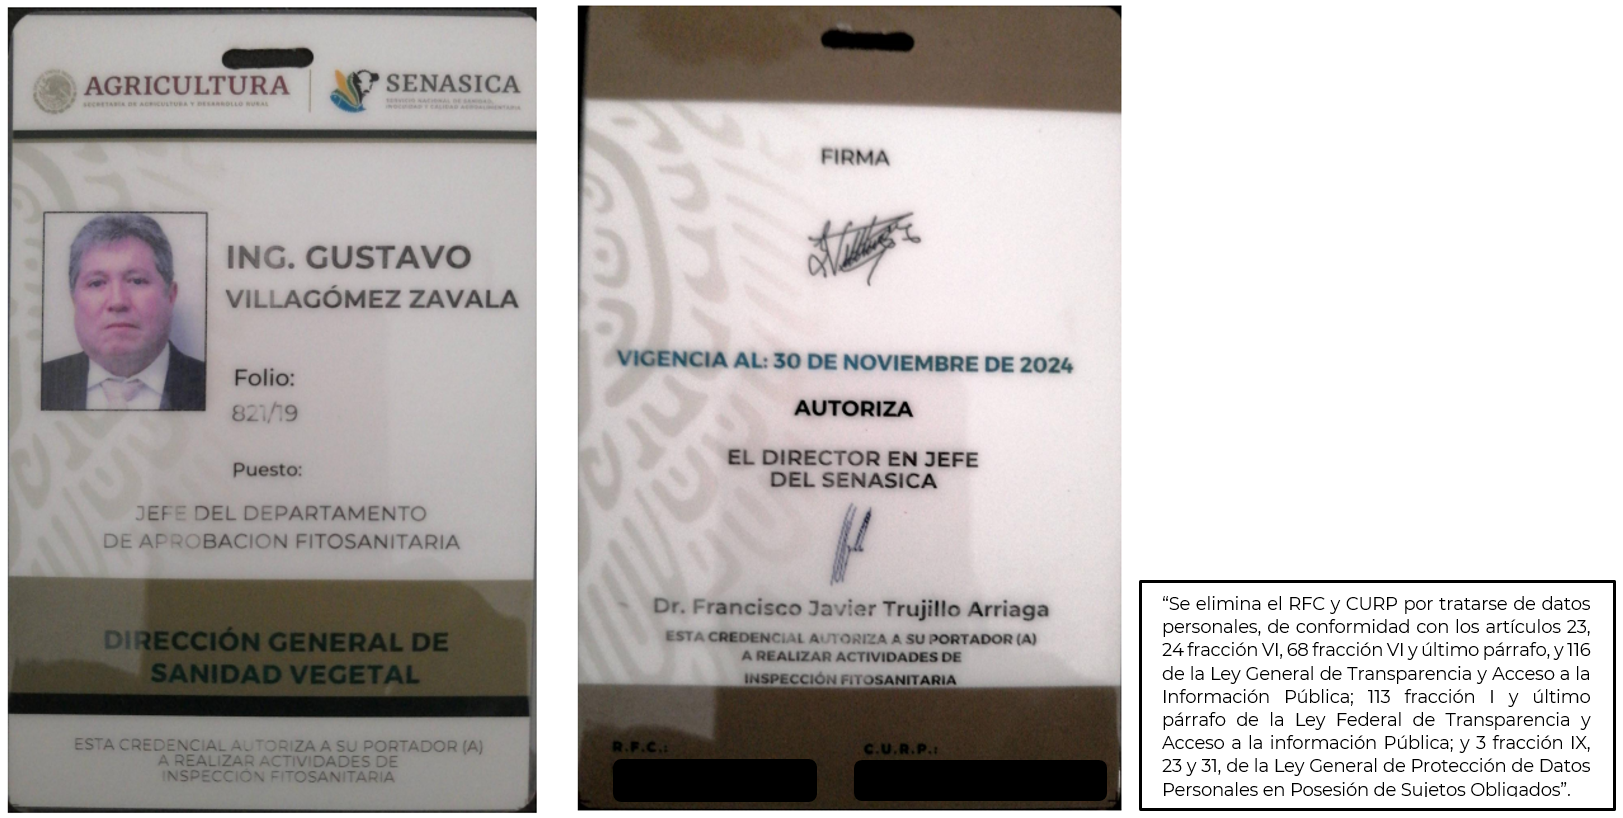 AGRICULTURA
SECRETARÍA DE AGRICULTURA Y DESARROLLO RURAL
SENASICA
SERVICIO NACIONAL DE SANIDAD,
INOCUIDAD Y CALIDAD AGROALIMENTARIA
ING. GUSTAVO
VILLAGÓMEZ ZAVALA
Folio:
821/19
Puesto:
JEFE DEL DEPARTAMENTO
DE APROBACION FITOSANITARIA
DIRECCIÓN GENERAL DE
SANIDAD VEGETAL
ESTA CREDENCIAL AUTORIZA A SU PORTADOR (A)
A REALIZAR ACTIVIDADES DE
INSPECCIÓN FITOSANITARIA
FIRMA
VIGENCIA AL: 30 DE NOVIEMBRE DE 2024
AUTORIZA
EL DIRECTOR EN JEFE
DEL SENASICA
Dr. Francisco Javier Trujillo Arriaga
ESTA CREDENCIAL AUTORIZA A SU PORTADOR (A)
A REALIZAR ACTIVIDADES DE
INSPECCIÓN FITOSANITARIA
R.F.C.:
C.U.R.P.:
“Se elimina el RFC y CURP por tratarse de datos
personales, de conformidad con los artículos 23,
24 fracción VI, 68 fracción VI y último párrafo, y 116
de la Ley General de Transparencia y Acceso a la
Información Pública; 113 fracción I y último
párrafo de la Ley Federal de Transparencia y
Acceso a la información Pública; y 3 fracción IX,
23 y 31, de la Ley General de Protección de Datos
Personales en Posesión de Sujetos Obligados”.